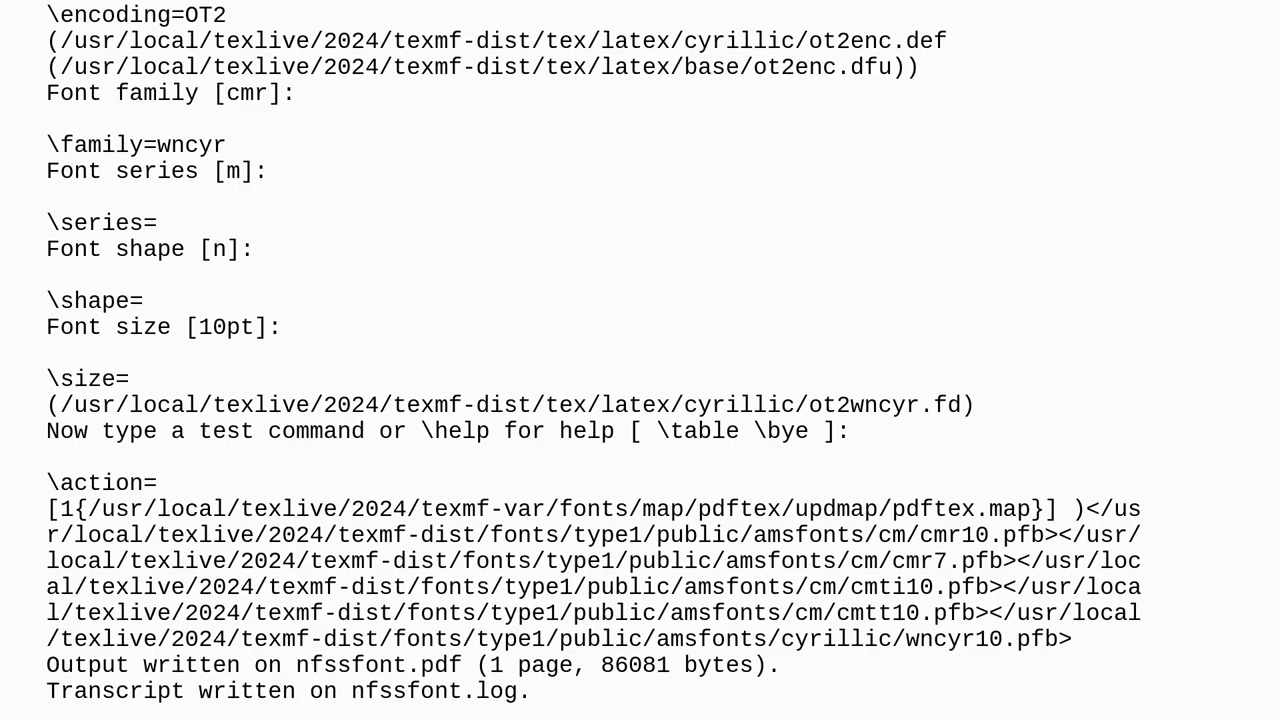 \encoding=OT2
(/usr/local/texlive/2024/texmf-dist/tex/latex/cyrillic/ot2enc.def
(/usr/local/texlive/2024/texmf-dist/tex/latex/base/ot2enc.dfu))
Font family [cmr]:
\family=wncyr
Font series [m]:
\series=
Font shape [n]:
\shape=
Font size [10pt]:
\size=
(/usr/local/texlive/2024/texmf-dist/tex/latex/cyrillic/ot2wncyr.fd)
Now type a test command or \help for help [ \table \bye ]:
\action=
[1{/usr/local/texlive/2024/texmf-var/fonts/map/pdftex/updmap/pdftex.map}] )</us
r/local/texlive/2024/texmf-dist/fonts/type1/public/amsfonts/cm/cmr10.pfb></usr/
local/texlive/2024/texmf-dist/fonts/type1/public/amsfonts/cm/cmr7.pfb></usr/loc
al/texlive/2024/texmf-dist/fonts/type1/public/amsfonts/cm/cmti10.pfb></usr/loca
l/texlive/2024/texmf-dist/fonts/type1/public/amsfonts/cm/cmtt10.pfb></usr/local
/texlive/2024/texmf-dist/fonts/type1/public/amsfonts/cyrillic/wncyr10.pfb>
Output written on nfssfont.pdf (1 page, 86081 bytes).
Transcript written on nfssfont.log.